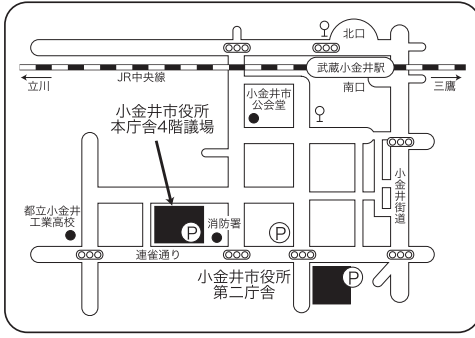 北口
武蔵小金井駅
JR中央線
立川
南口
三鷹
小金井市
公会堂
小金井市役所
本庁舎4階議場
小金井街道
都立小金井
工業高校
P
消防署
P
連雀通り
小金井市役所
第二庁舎
P